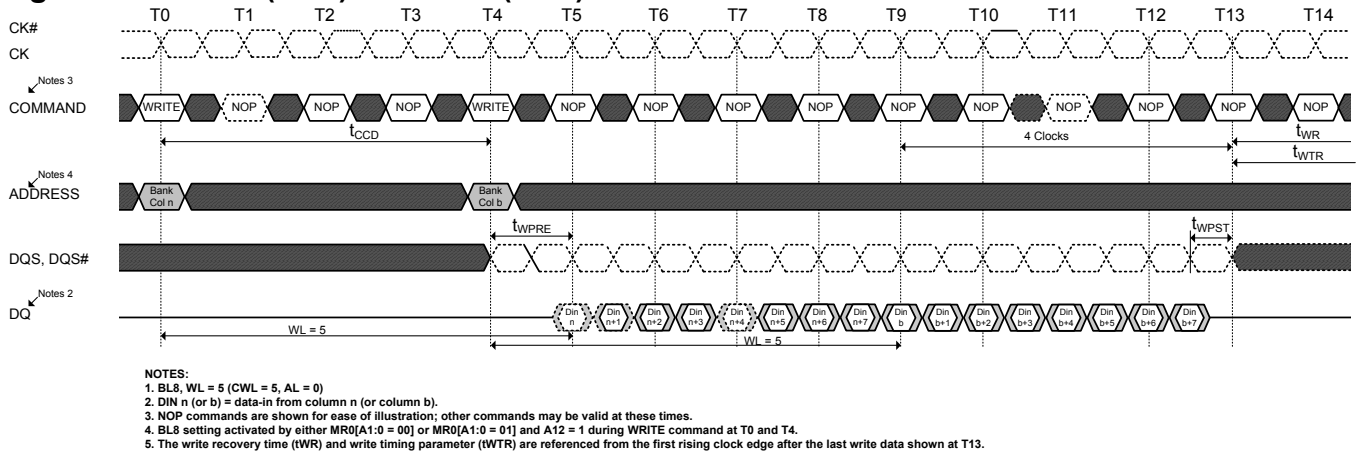 T0 T1 T2 T3 T4 T5 T6 T7 T8 T9 T10 T11 T12 T13 T14
CK#
CK
Notes 3
COMMAND
WRITE NOP NOP NOP WRITE NOP NOP NOP NOP NOP NOP NOP NOP NOP NOP
tCCD
4 Clocks
tWR
tWTR
Notes 4
ADDRESS
Bank Bank
Col n Col b
tWPRE
tWPST
DQS, DQS#
Notes 2
DQ
Din Din Din Din Din Din Din Din Din Din Din Din Din Din Din Din
n n+1 n+2 n+3 n+4 n+5 n+6 n+7 b b+1 b+2 b+3 b+4 b+5 b+6 b+7
WL = 5
WL = 5
NOTES:
1. BL8, WL = 5 (CWL = 5, AL = 0)
2. DIN n (or b) = data-in from column n (or column b).
3. NOP commands are shown for ease of illustration; other commands may be valid at these times.
4. BL8 setting activated by either MR0[A1:0 = 00] or MR0[A1:0 = 01] and A12 = 1 during WRITE command at T0 and T4.
5. The write recovery time (tWR) and write timing parameter (tWTR) are referenced from the first rising clock edge after the last write data shown at T13.